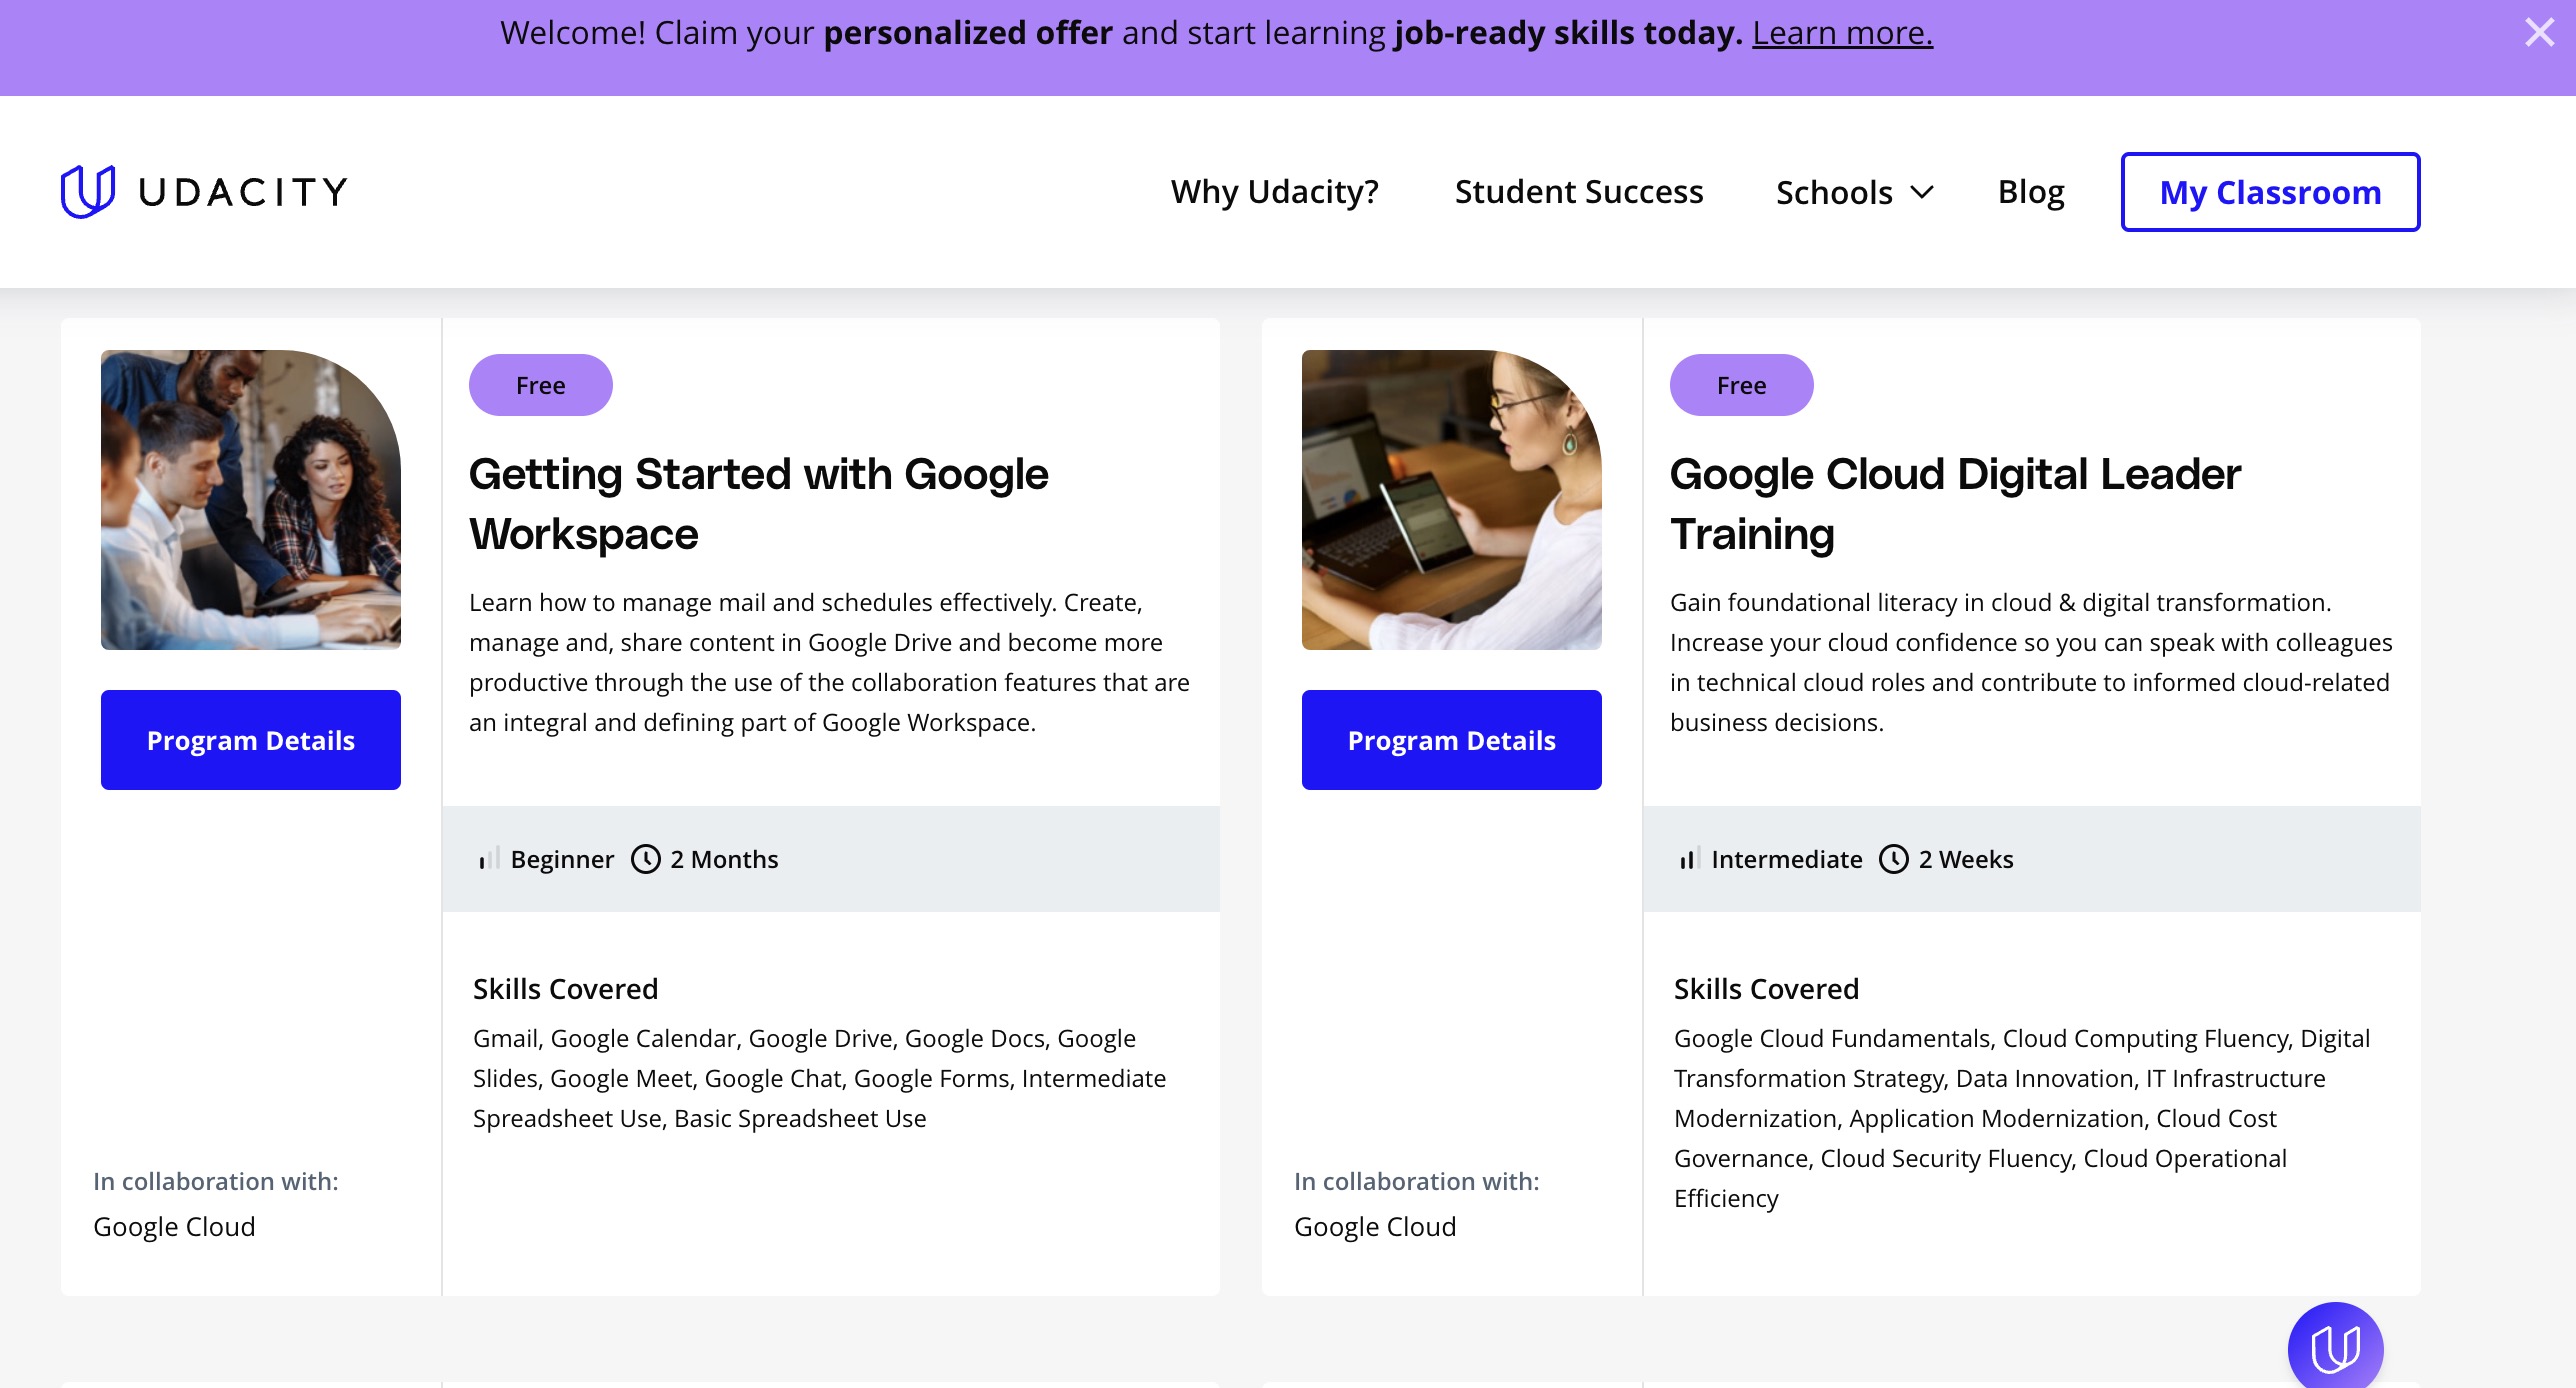 Welcome! Claim your personalized offer and start learning job-ready skills today. Learn more.
UDACITY
Why Udacity?
Student Success
Schools
Blog
My Classroom
Free
Getting Started with Google
Workspace
Learn how to manage mail and schedules effectively. Create,
manage and, share content in Google Drive and become more
productive through the use of the collaboration features that are
an integral and defining part of Google Workspace.
Program Details
Beginner
2 Months
Skills Covered
Gmail, Google Calendar, Google Drive, Google Docs, Google
Slides, Google Meet, Google Chat, Google Forms, Intermediate
Spreadsheet Use, Basic Spreadsheet Use
In collaboration with:
Google Cloud
Free
Google Cloud Digital Leader
Training
Gain foundational literacy in cloud & digital transformation.
Increase your cloud confidence so you can speak with colleagues
in technical cloud roles and contribute to informed cloud-related
business decisions.
Program Details
Intermediate
2 Weeks
Skills Covered
Google Cloud Fundamentals, Cloud Computing Fluency, Digital
Transformation Strategy, Data Innovation, IT Infrastructure
Modernization, Application Modernization, Cloud Cost
Governance, Cloud Security Fluency, Cloud Operational
Efficiency
In collaboration with:
Google Cloud